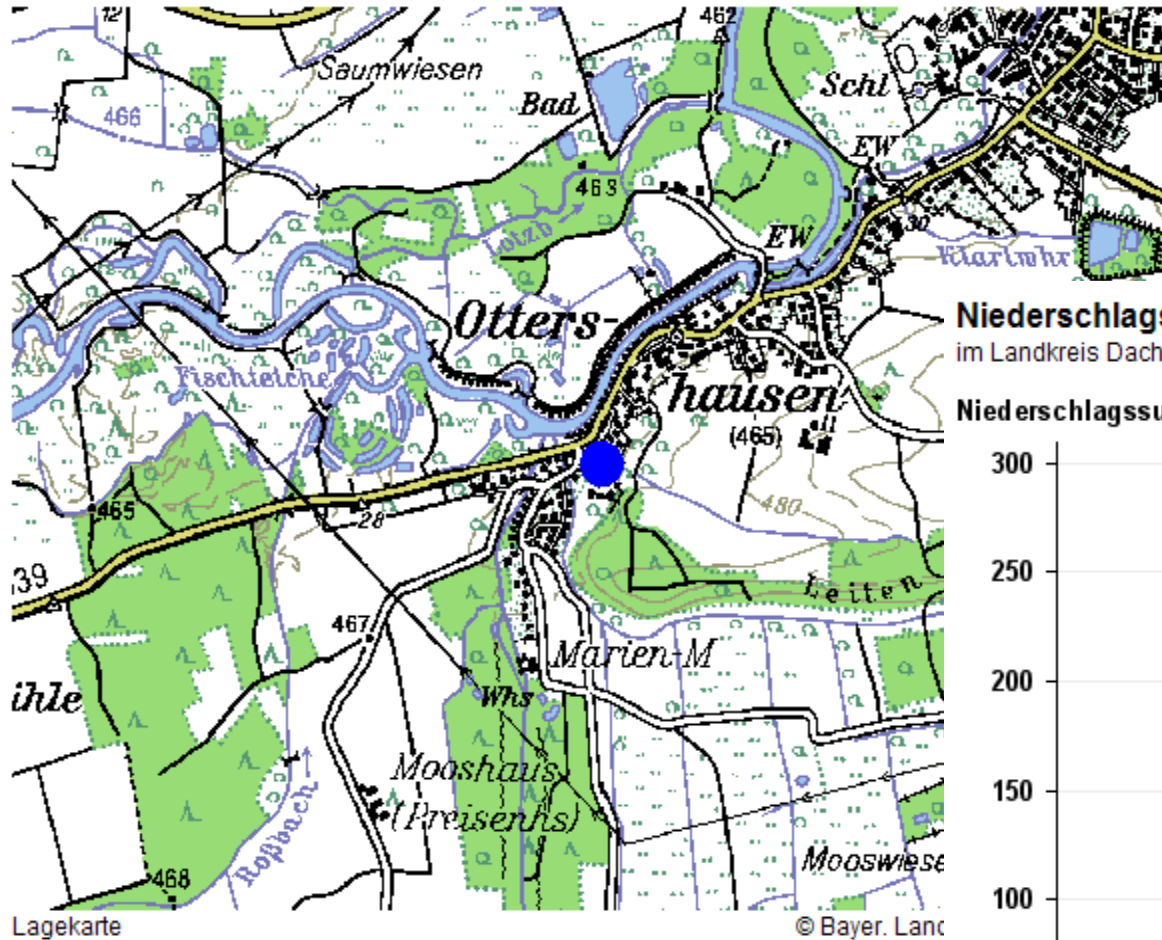 12
462
Saumwiesen
Bad
Schl
466
EW
463
Lotzb
30
EW
Klärlwhr
Otters-
Fischteiche
hausen
(465)
465
28
480
39
Leiten
467
Marien-M
ühle
Whs
Mooshaus
(Preisenhs)
Roßbach
Mooswiese
468
Lagekarte
© Bayer. Land
Niederschlags
im Landkreis Dach
Niederschlagssu
300
250
200
150
100